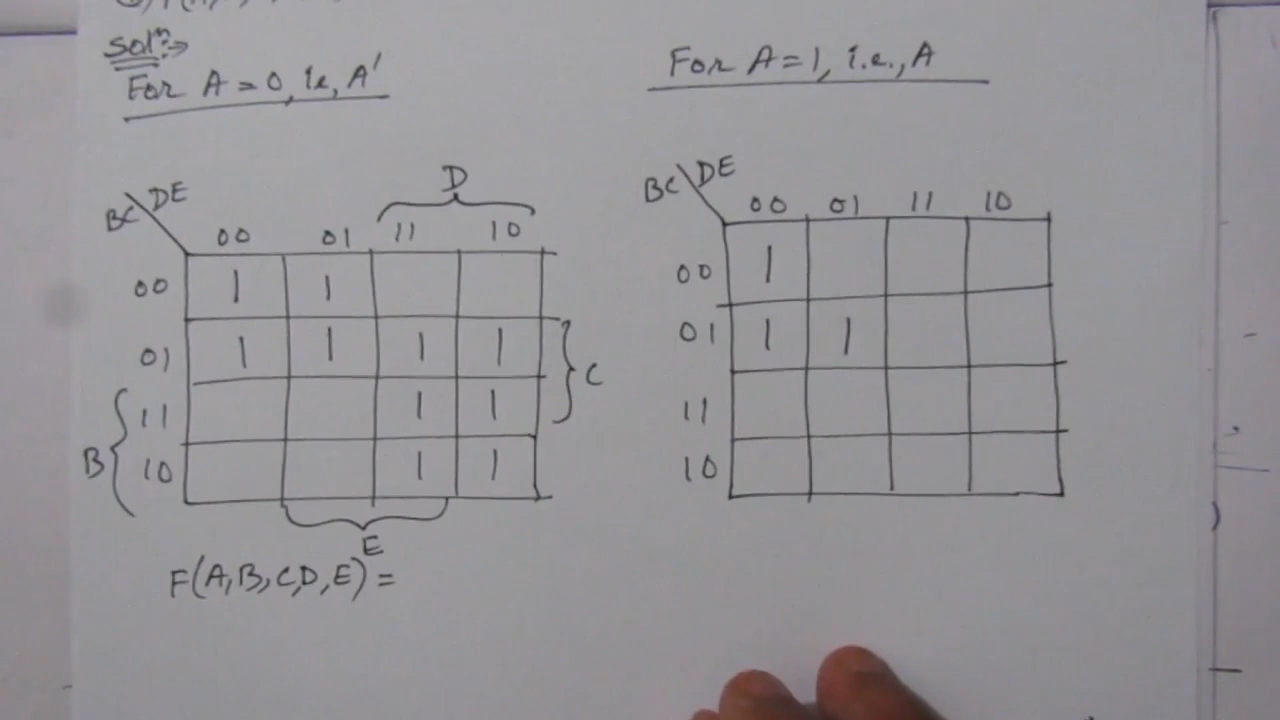 Solⁿ:→
For A = 0, ie, A'
For A = 1, i.e., A
D
BC DE
00 01 11 10
00 1 1
01 1 1 1 1
C
11 1 1
B
10 1 1
E
F(A,B,C,D,E) =
BC DE
00 01 11 10
00 1
01 1 1
11
10